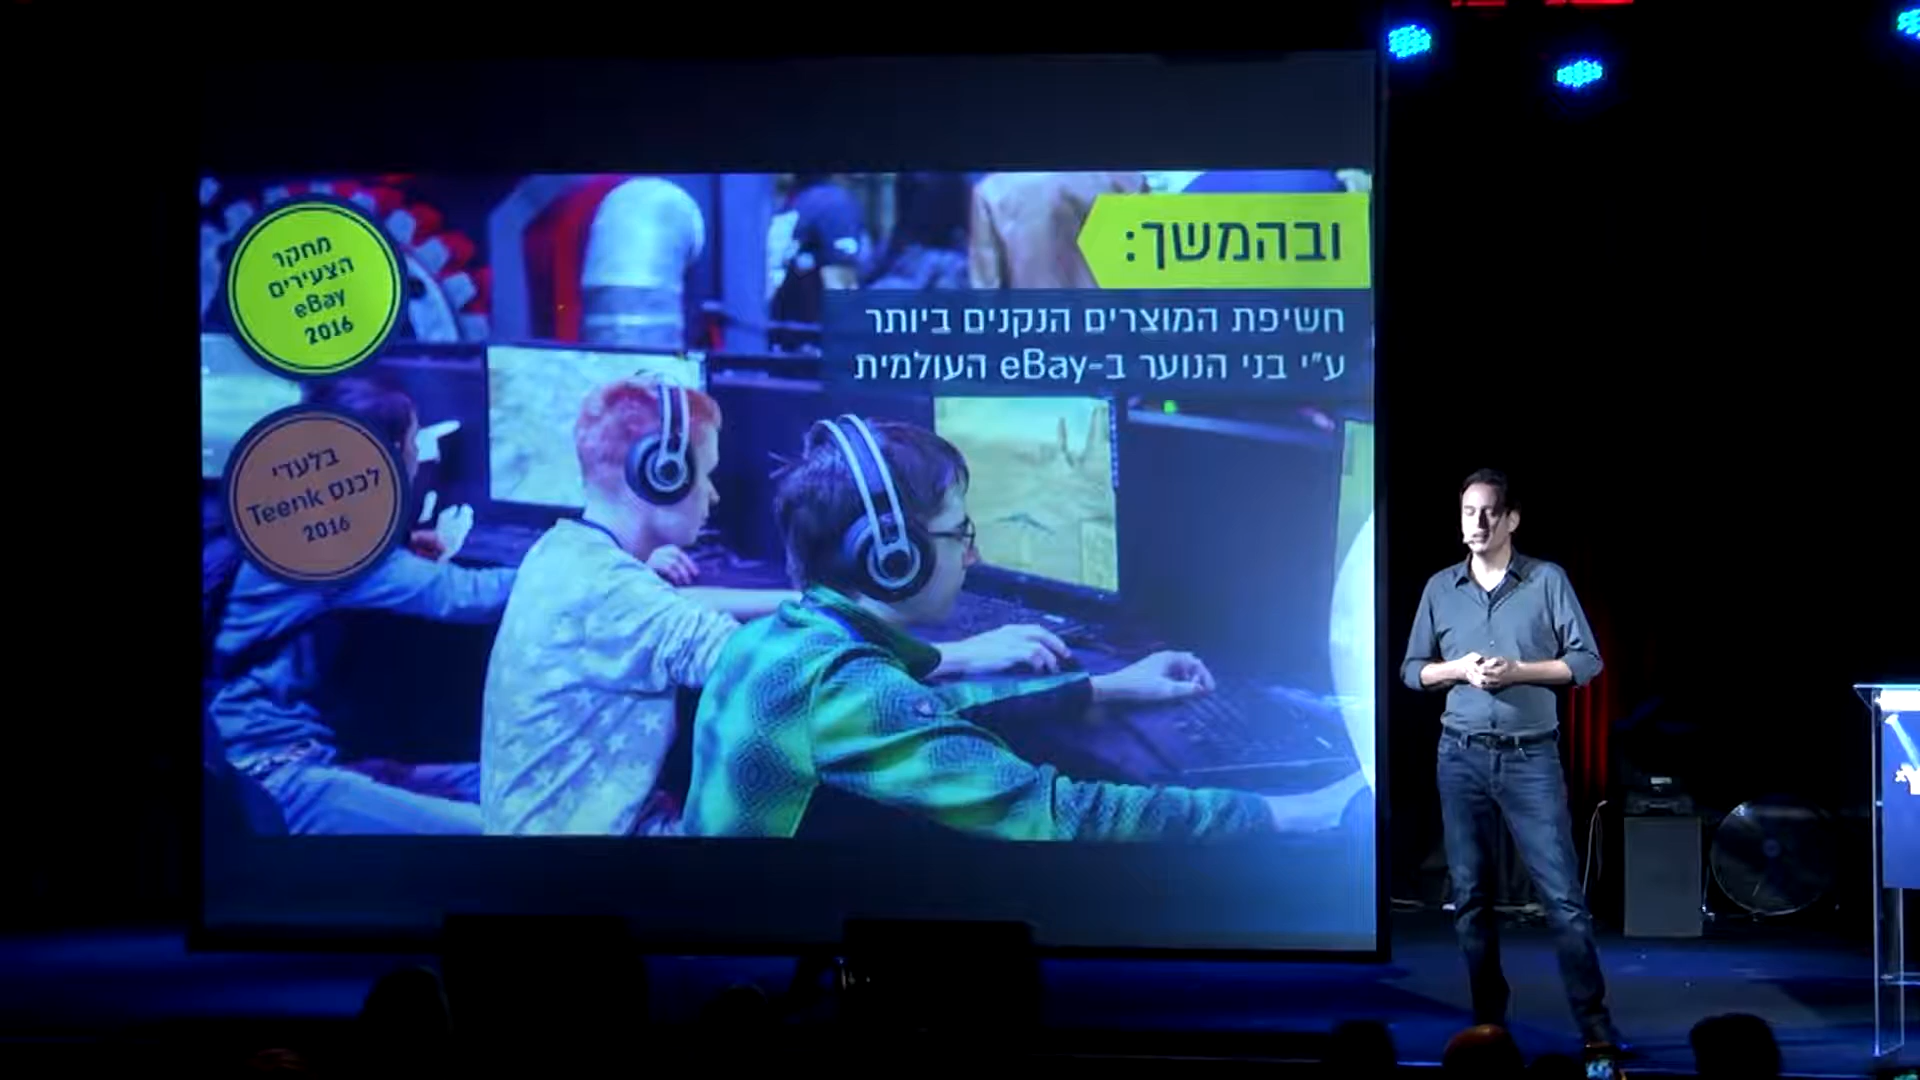 ובהמשך:
חשיפת המוצרים הנקנים ביותר
ע"י בני הנוער ב-eBay העולמית
מחקר
הצעירים
eBay
2016
בלעדי
לכנס Teenk
2016